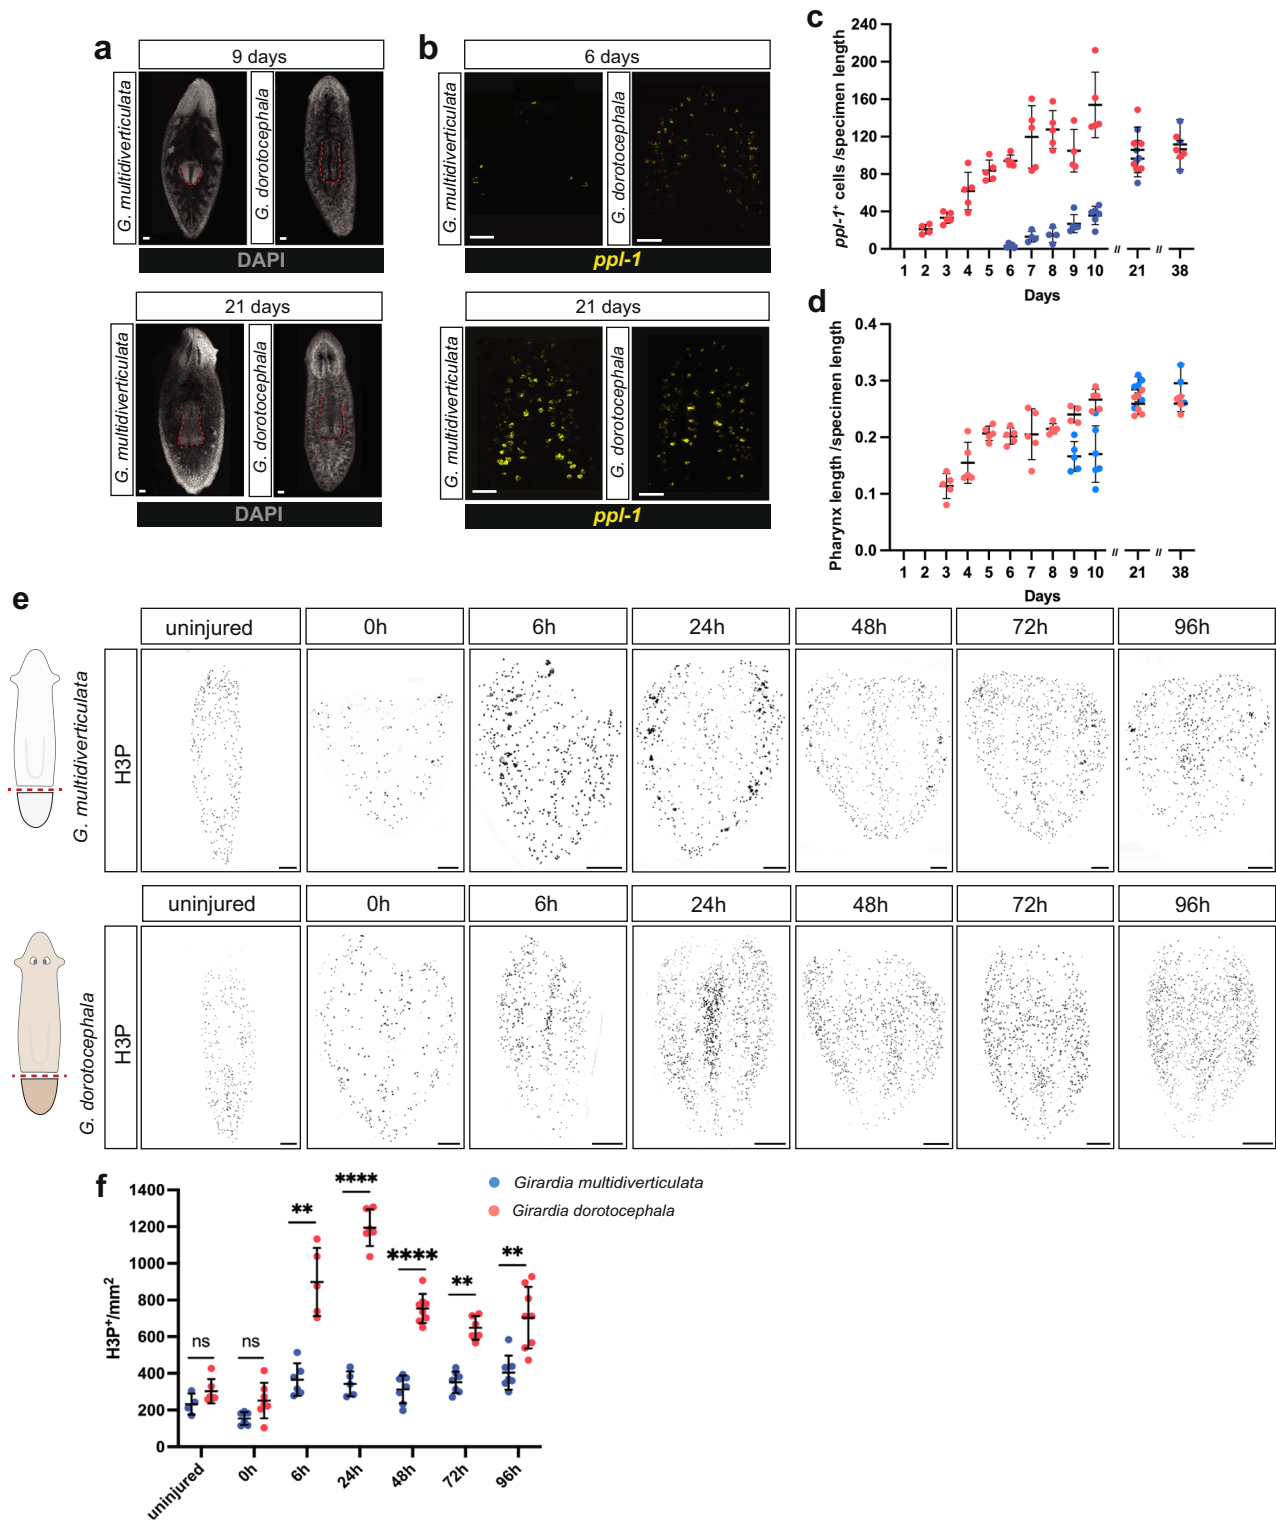 a
9 days
G. multidiverticulata
G. dorotocephala
DAPI
21 days
G. multidiverticulata
G. dorotocephala
DAPI
b
6 days
G. multidiverticulata
G. dorotocephala
ppl-1
21 days
G. multidiverticulata
G. dorotocephala
ppl-1
c
ppl-1+ cells /specimen length
240
200
160
120
80
40
0
1 2 3 4 5 6 7 8 9 10 // 21 // 38
Days
d
Pharynx length /specimen length
0.4
0.3
0.2
0.1
0.0
1 2 3 4 5 6 7 8 9 10 // 21 // 38
Days
e
uninjured 0h 6h 24h 48h 72h 96h
G. multidiverticulata
H3P
uninjured 0h 6h 24h 48h 72h 96h
G. dorotocephala
H3P
f
Girardia multidiverticulata
Girardia dorotocephala
H3P+/mm2
1400
1200
1000
800
600
400
200
0
ns ns ** **** **** ** **
uninjured 0h 6h 24h 48h 72h 96h